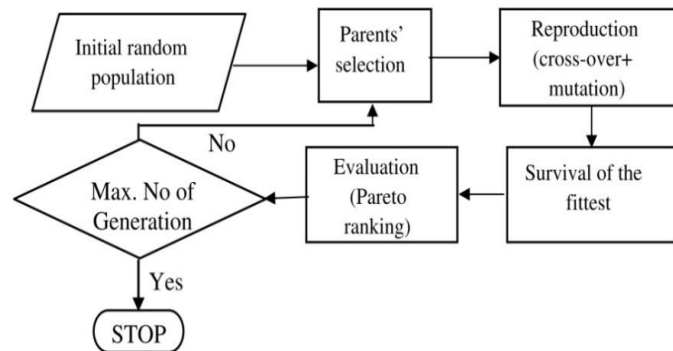 Initial random
population
Parents'
selection
Reproduction
(cross-over+
mutation)
Survival of the
fittest
Evaluation
(Pareto
ranking)
Max. No of
Generation
No
Yes
STOP